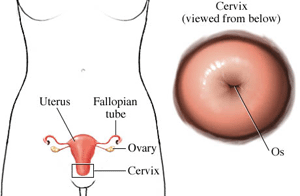 Cervix
(viewed from below)
Uterus
Fallopian
tube
Ovary
Cervix
Os